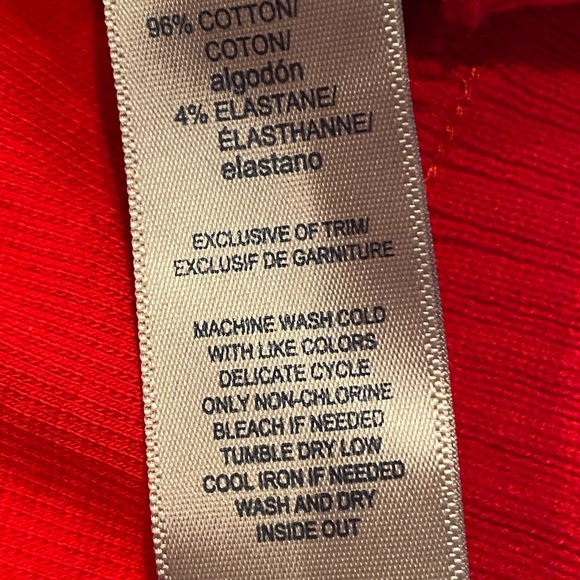 96% COTTON/
COTON/
algodón
4% ELASTANE/
ÉLASTHANNE/
elastano
EXCLUSIVE OF TRIM/
EXCLUSIF DE GARNITURE
MACHINE WASH COLD
WITH LIKE COLORS
DELICATE CYCLE
ONLY NON-CHLORINE
BLEACH IF NEEDED
TUMBLE DRY LOW
COOL IRON IF NEEDED
WASH AND DRY
INSIDE OUT